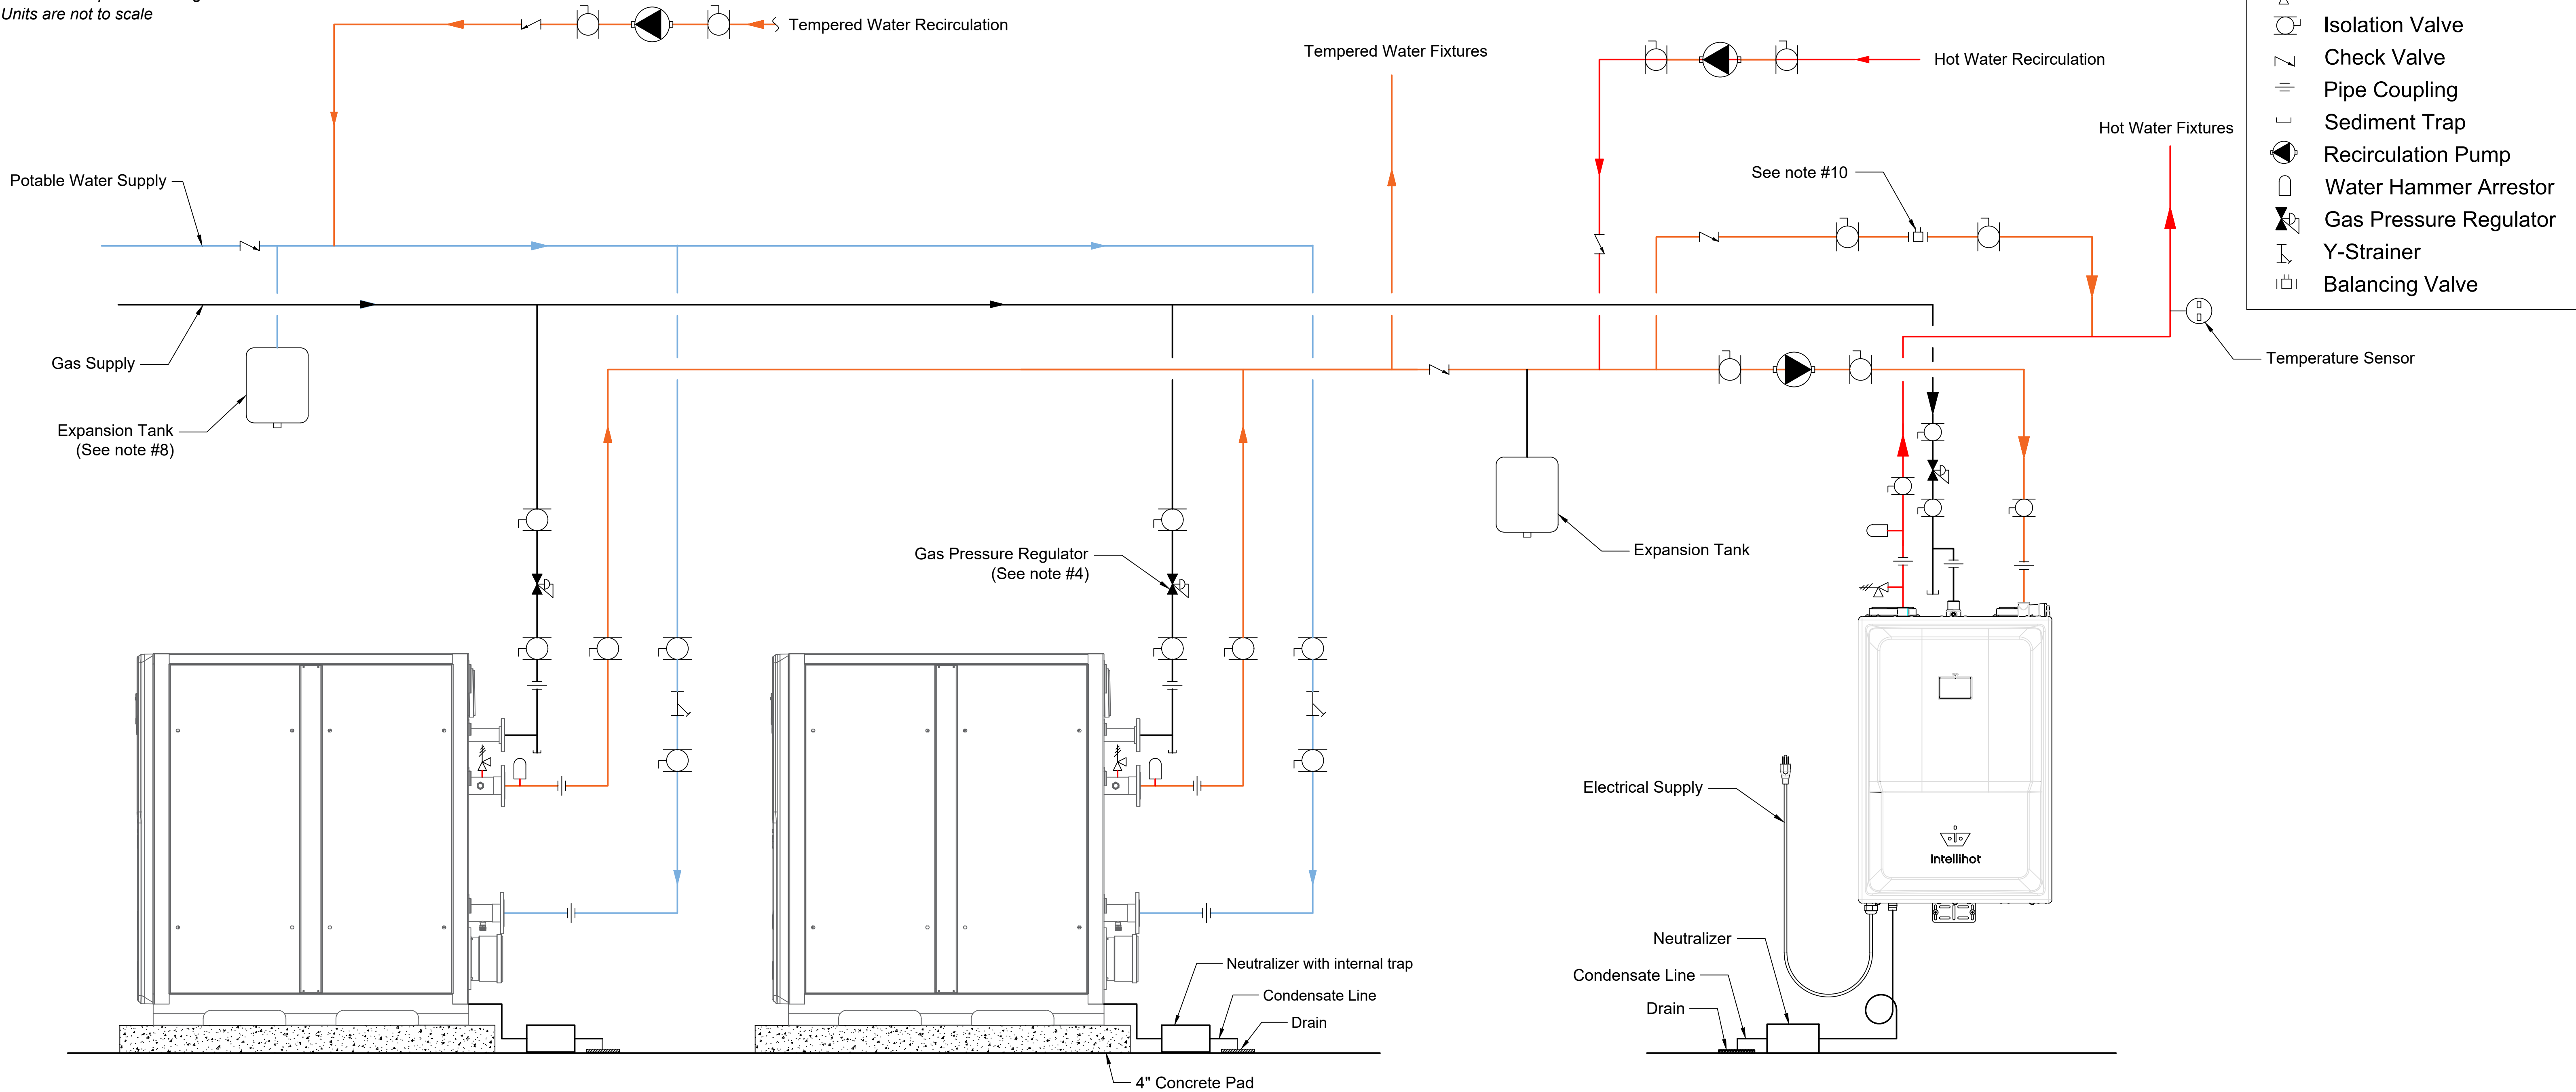 Units are not to scale
Tempered Water Recirculation
Tempered Water Fixtures
Hot Water Recirculation
Hot Water Fixtures
Isolation Valve
Check Valve
Pipe Coupling
Sediment Trap
Recirculation Pump
Water Hammer Arrestor
Gas Pressure Regulator
Y-Strainer
Balancing Valve
Potable Water Supply
See note #10
Gas Supply
Temperature Sensor
Expansion Tank
(See note #8)
Gas Pressure Regulator
(See note #4)
Expansion Tank
Electrical Supply
intellihot
Neutralizer
Neutralizer with internal trap
Condensate Line
Condensate Line
Drain
Drain
4" Concrete Pad